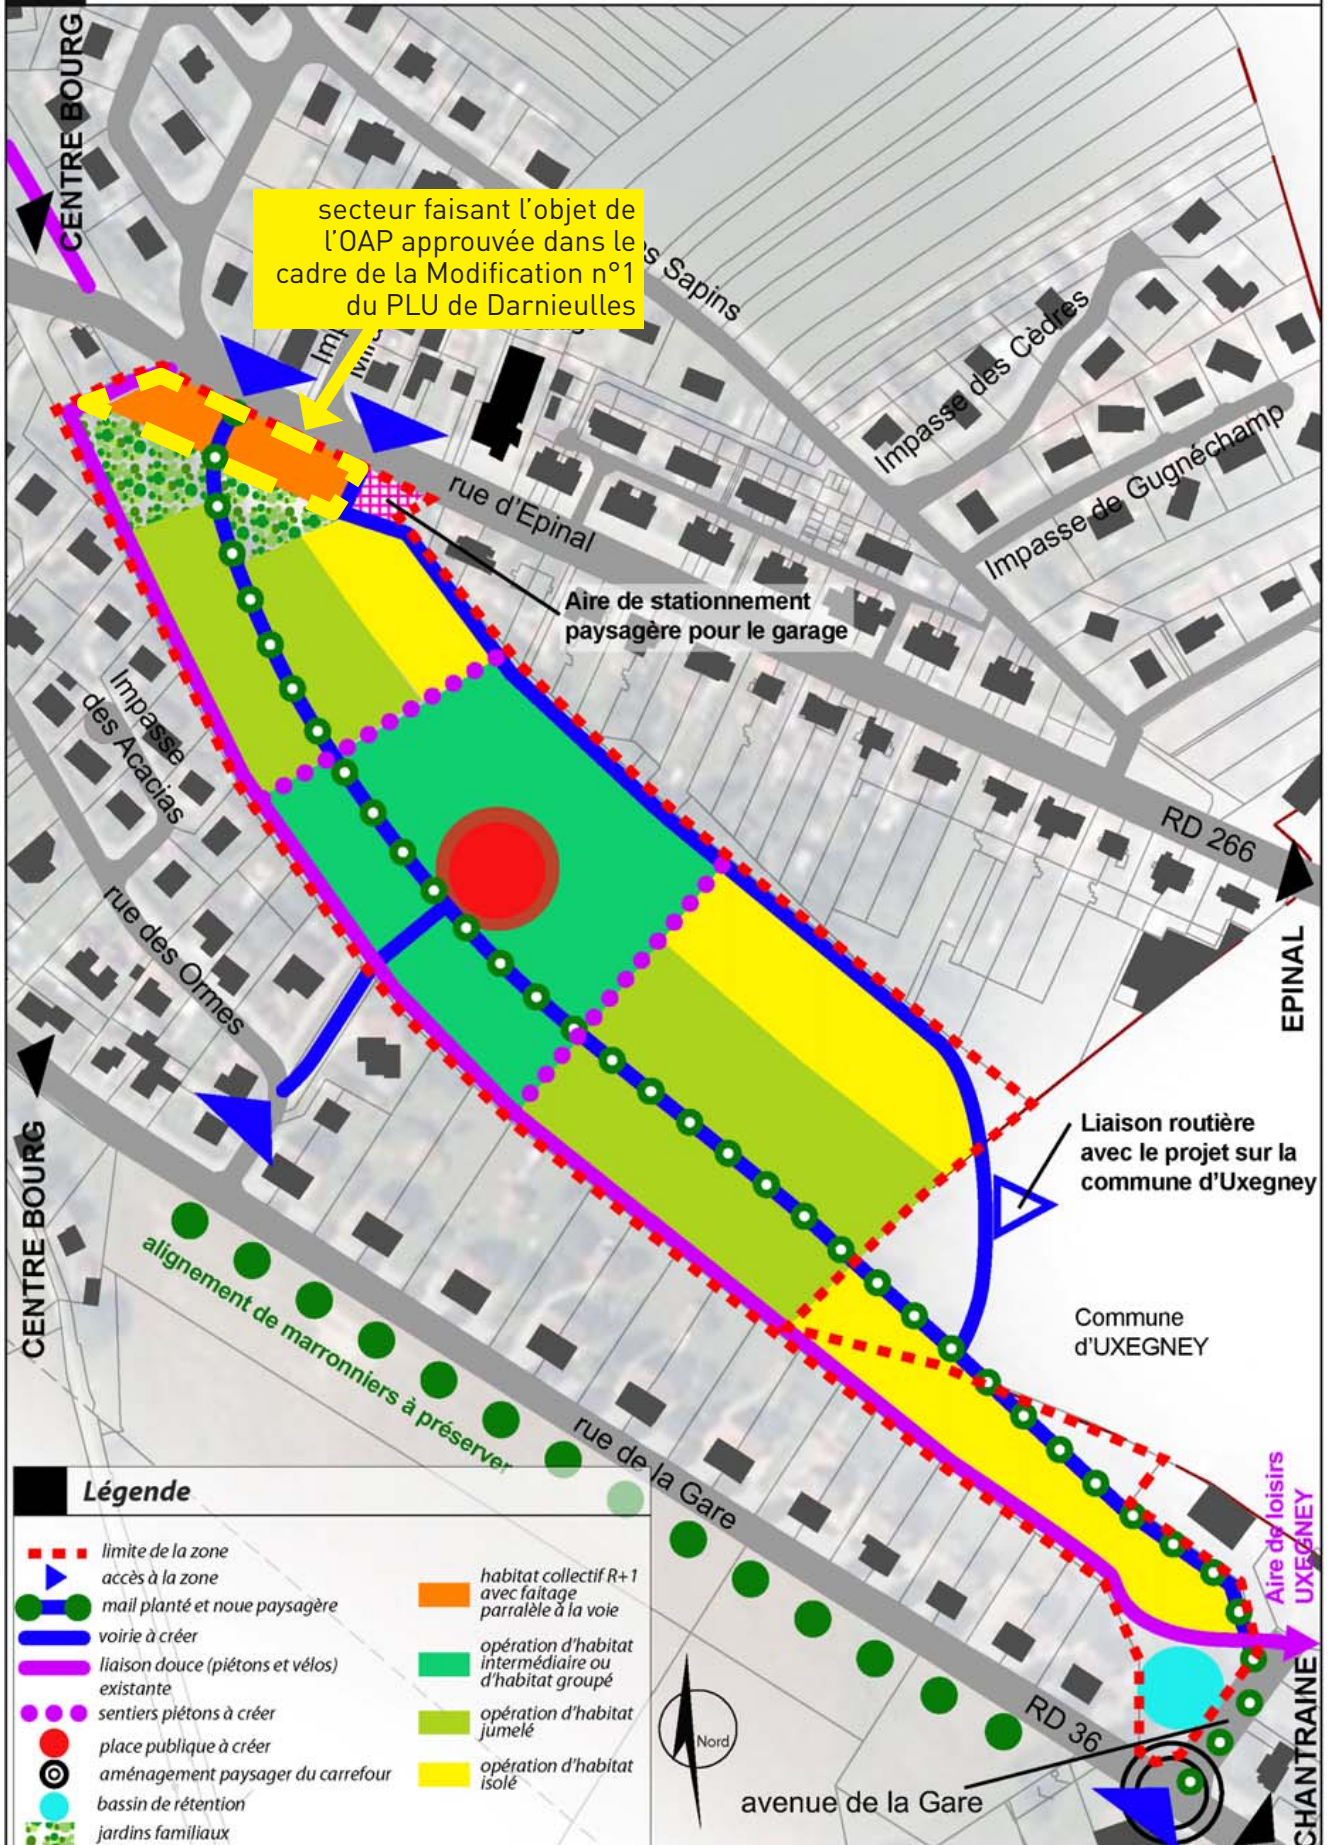 CENTRE BOURG
secteur faisant l'objet de
l'OAP approuvée dans le
cadre de la Modification n°1
du PLU de Darnieulles
Sapins
Impasse des Cèdres
Impasse de Gugnéchamp
rue d'Epinal
Aire de stationnement
paysagère pour le garage
Impasse
des Acacias
RD 266
rue des Ormes
EPINAL
Liaison routière
avec le projet sur la
commune d'Uxegney
CENTRE BOURG
alignement de marronniers à préserver
Commune
d'UXEGNEY
rue de la Gare
Aire de loisirs
UXEGNEY
RD 36
avenue de la Gare
CHANTRAINE
Nord
Légende
limite de la zone
accès à la zone
mail planté et noue paysagère
voirie à créer
liaison douce (piétons et vélos)
existante
sentiers piétons à créer
place publique à créer
aménagement paysager du carrefour
bassin de rétention
jardins familiaux
habitat collectif R+1
avec faitage
parralèle à la voie
opération d'habitat
intermédiaire ou
d'habitat groupé
opération d'habitat
jumelé
opération d'habitat
isolé